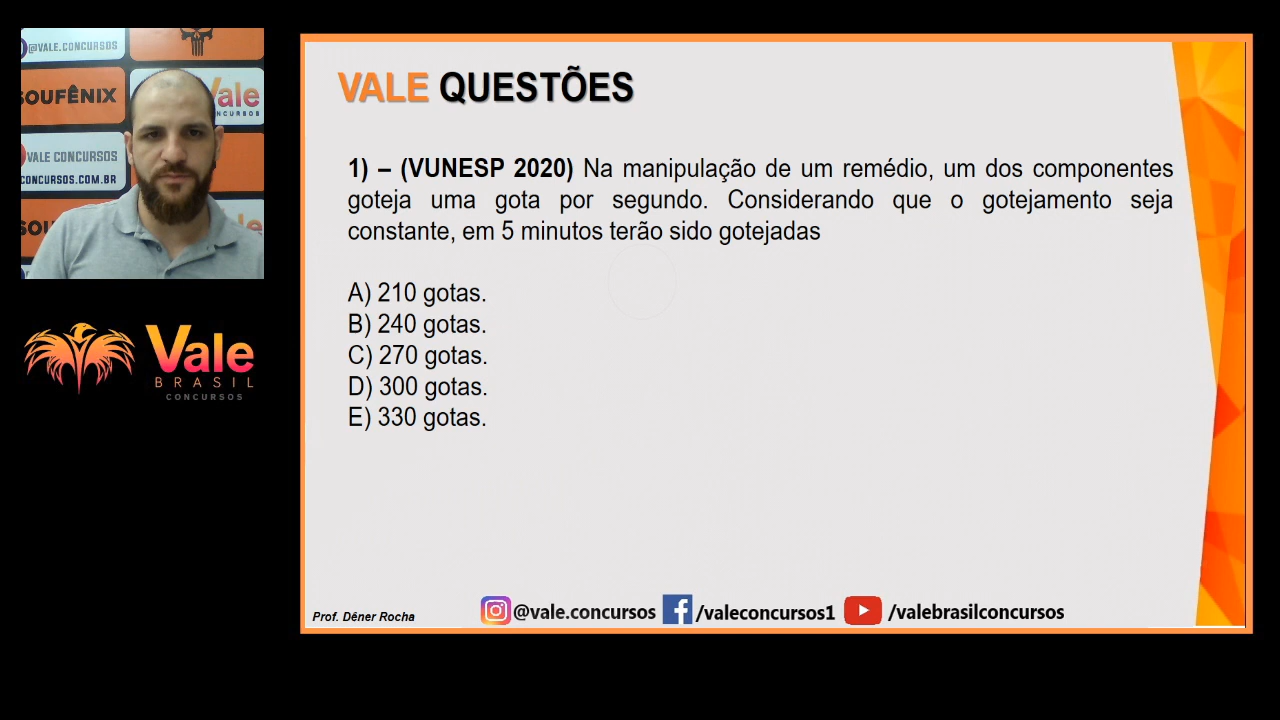 @VALE.CONCURSOS
SOUFÊNIX
Vale
CONCURSOS
VALE CONCURSOS
CONCURSOS.COM.BR
Vale
BRASIL
CONCURSOS
VALE QUESTÕES
1) – (VUNESP 2020) Na manipulação de um remédio, um dos componentes
goteja uma gota por segundo. Considerando que o gotejamento seja
constante, em 5 minutos terão sido gotejadas
A) 210 gotas.
B) 240 gotas.
C) 270 gotas.
D) 300 gotas.
E) 330 gotas.
Prof. Dêner Rocha
@vale.concursos /valeconcursos1 /valebrasilconcursos